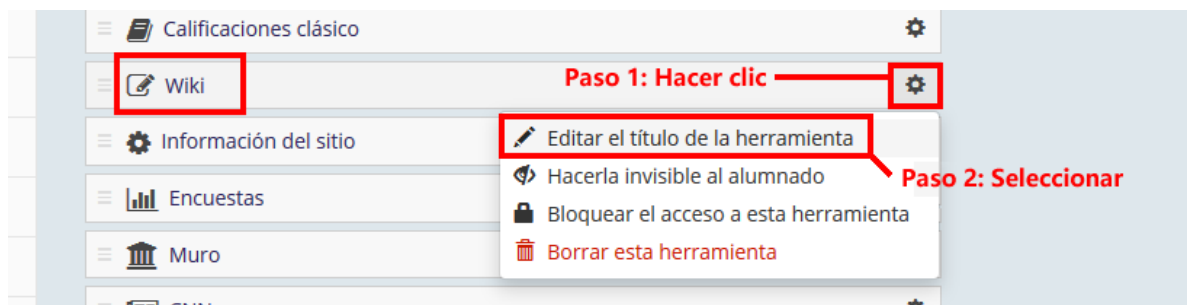 Calificaciones clásico
Wiki
Paso 1: Hacer clic
Información del sitio
Editar el título de la herramienta
Hacerla invisible al alumnado
Paso 2: Seleccionar
Encuestas
Bloquear el acceso a esta herramienta
Muro
Borrar esta herramienta